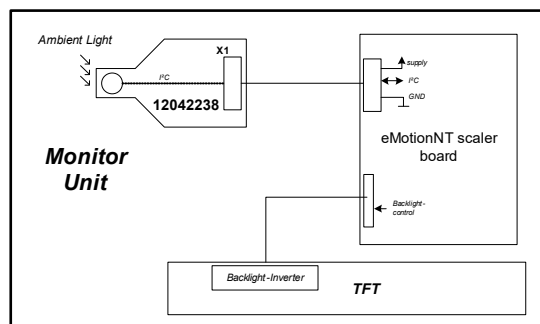 Ambient Light
X1
I²C
12042238
supply
I²C
GND
eMotionNT scaler
board
Monitor
Unit
Backlight-
control
Backlight-Inverter
TFT